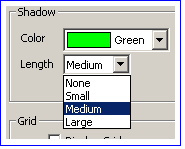 Shadow
Color Green
Length Medium
None
Small
Medium
Large
Grid